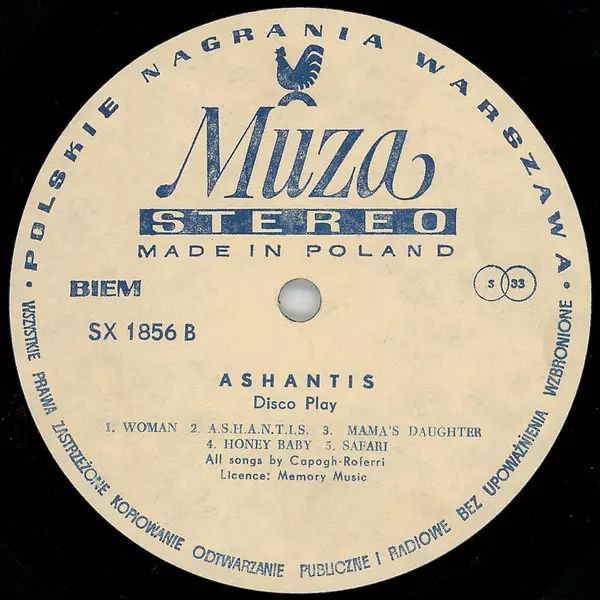 · POLSKIE NAGRANIA WARSZAWA ·
Muza
STEREO
MADE IN POLAND
BIEM
S 33
SX 1856 B
ASHANTIS
Disco Play
1. WOMAN 2. A.S.H.A.N.T.I.S. 3. MAMA'S DAUGHTER
4. HONEY BABY 5. SAFARI
All songs by Capogh-Roferri
Licence: Memory Music
WSZYSTKIE PRAWA ZASTRZEŻONE KOPIOWANIE ODTWARZANIE PUBLICZNE I RADIOWE BEZ UPOWAŻNIENIA WZBRONIONE